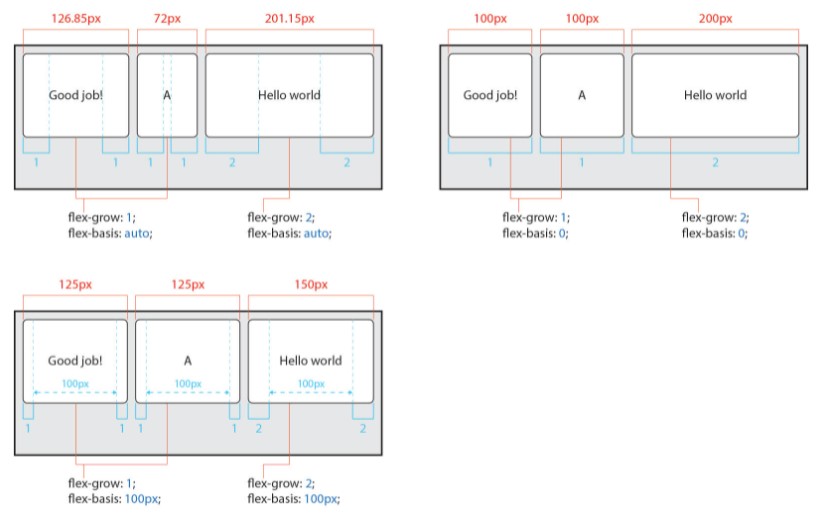 126.85px 72px 201.15px
Good job! A Hello world
1 1 1 1 2 2
flex-grow: 1; flex-grow: 2;
flex-basis: auto; flex-basis: auto;
100px 100px 200px
Good job! A Hello world
1 1 2
flex-grow: 1; flex-grow: 2;
flex-basis: 0; flex-basis: 0;
125px 125px 150px
Good job! A Hello world
100px 100px 100px
1 1 1 1 2 2
flex-grow: 1; flex-grow: 2;
flex-basis: 100px; flex-basis: 100px;